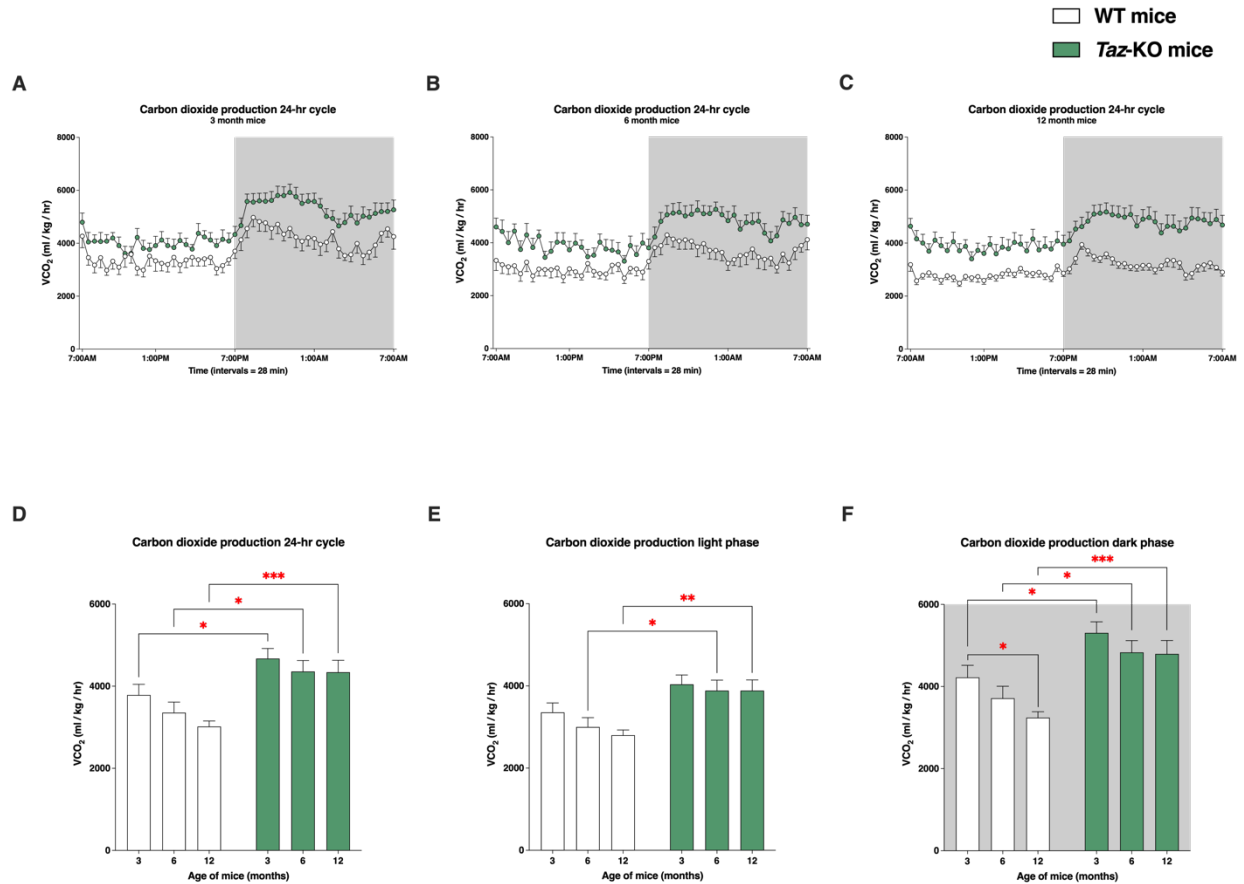 WT mice
Taz-KO mice
A
Carbon dioxide production 24-hr cycle
3 month mice
8000
6000
4000
2000
0
VCO2 (ml / kg / hr)
7:00AM 1:00PM 7:00PM 1:00AM 7:00AM
Time (intervals = 28 min)
B
Carbon dioxide production 24-hr cycle
6 month mice
8000
6000
4000
2000
0
VCO2 (ml / kg / hr)
7:00AM 1:00PM 7:00PM 1:00AM 7:00AM
Time (intervals = 28 min)
C
Carbon dioxide production 24-hr cycle
12 month mice
8000
6000
4000
2000
0
VCO2 (ml / kg / hr)
7:00AM 1:00PM 7:00PM 1:00AM 7:00AM
Time (intervals = 28 min)
D
Carbon dioxide production 24-hr cycle
***
*
*
6000
4000
2000
0
VCO2 (ml / kg / hr)
3 6 12 3 6 12
Age of mice (months)
E
Carbon dioxide production light phase
**
*
6000
4000
2000
0
VCO2 (ml / kg / hr)
3 6 12 3 6 12
Age of mice (months)
F
Carbon dioxide production dark phase
***
*
*
*
6000
4000
2000
0
VCO2 (ml / kg / hr)
3 6 12 3 6 12
Age of mice (months)